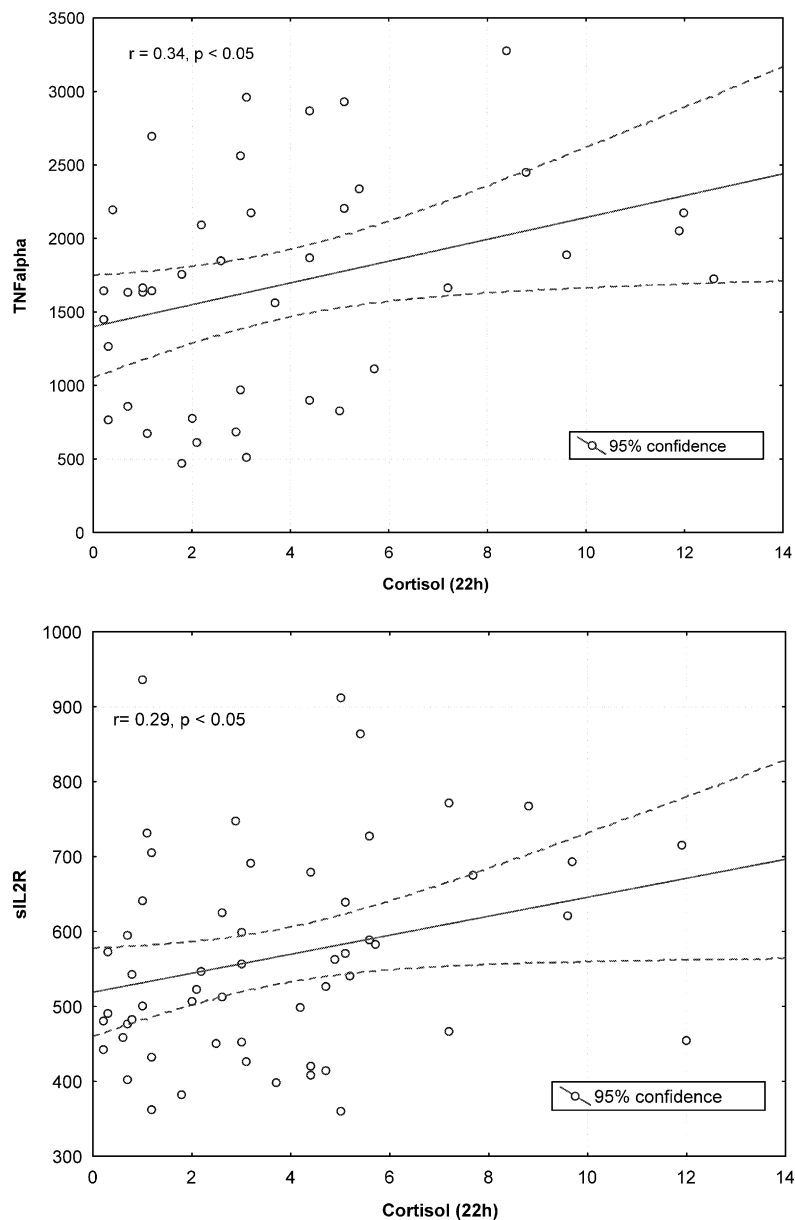 3500
r = 0.34, p < 0.05
3000
2500
2000
TNFalpha
1500
1000
95% confidence
500
0
0 2 4 6 8 10 12 14
Cortisol (22h)
1000
900
r= 0.29, p < 0.05
800
700
sIL2R
600
500
400
95% confidence
300
0 2 4 6 8 10 12 14
Cortisol (22h)